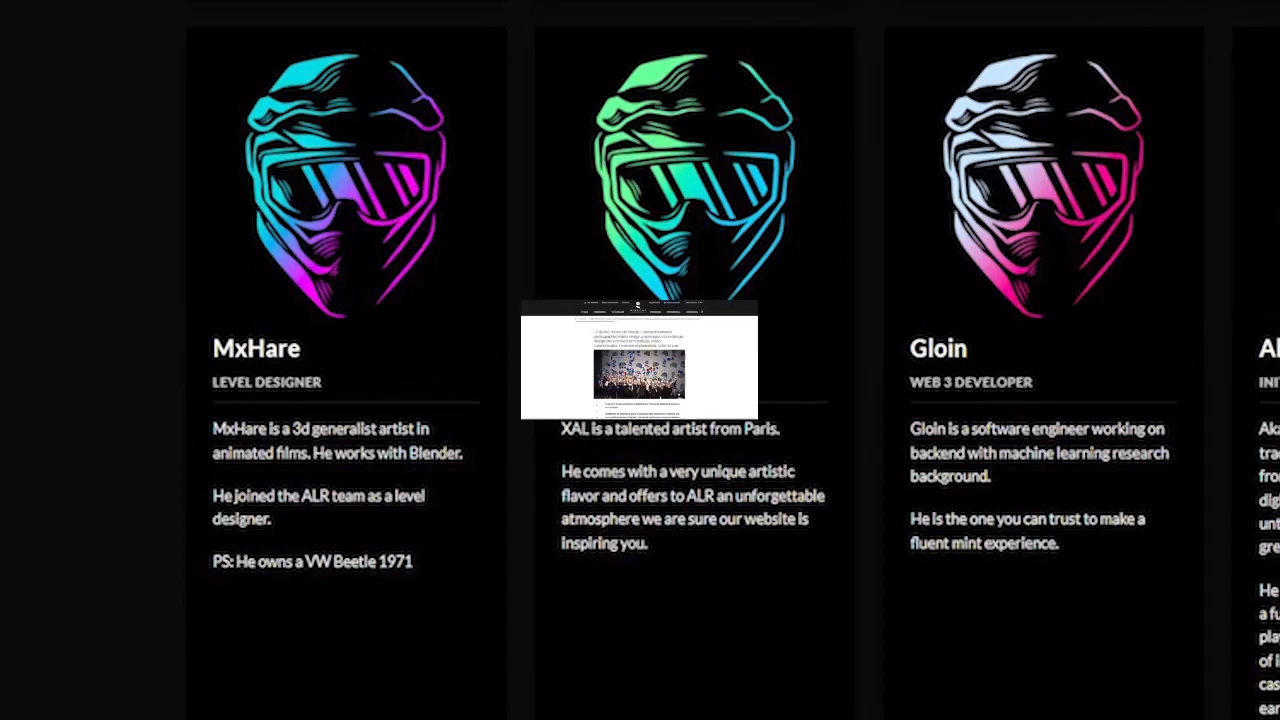 MxHare
LEVEL DESIGNER
MxHare is a 3d generalist artist in
animated films. He works with Blender.
He joined the ALR team as a level
designer.
PS: He owns a VW Beetle 1971
XAL is a talented artist from Paris.
He comes with a very unique artistic
flavor and offers to ALR an unforgettable
atmosphere we are sure our website is
inspiring you.
Gloin
WEB 3 DEVELOPER
Gloin is a software engineer working on
backend with machine learning research
background.
He is the one you can trust to make a
fluent mint experience.
He